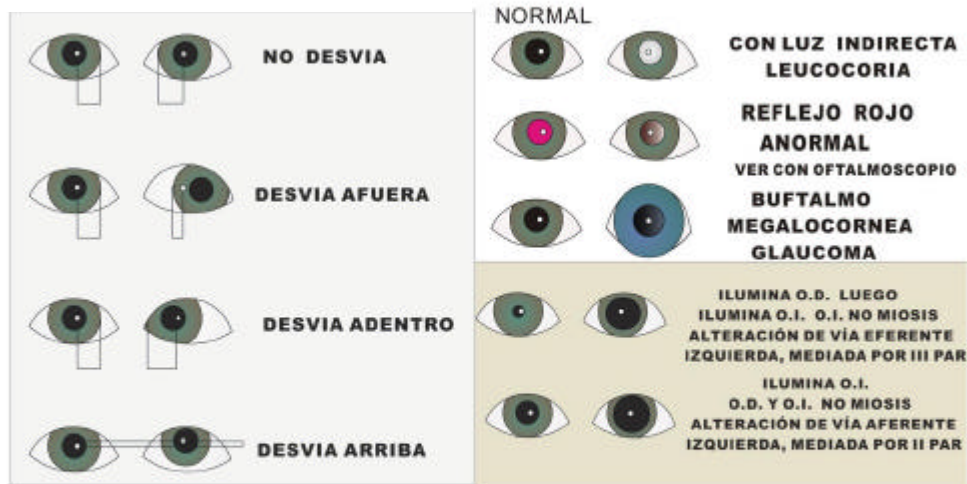 NO DESVIA
DESVIA AFUERA
DESVIA ADENTRO
DESVIA ARRIBA
NORMAL
CON LUZ INDIRECTA
LEUCOCORIA
REFLEJO ROJO
ANORMAL
VER CON OFTALMOSCOPIO
BUFTALMO
MEGALOCORNEA
GLAUCOMA
ILUMINA O.D. LUEGO
ILUMINA O.I. O.I. NO MIOSIS
ALTERACIÓN DE VÍA EFERENTE
IZQUIERDA, MEDIADA POR III PAR
ILUMINA O.I.
O.D. Y O.I. NO MIOSIS
ALTERACIÓN DE VÍA AFERENTE
IZQUIERDA, MEDIADA POR II PAR